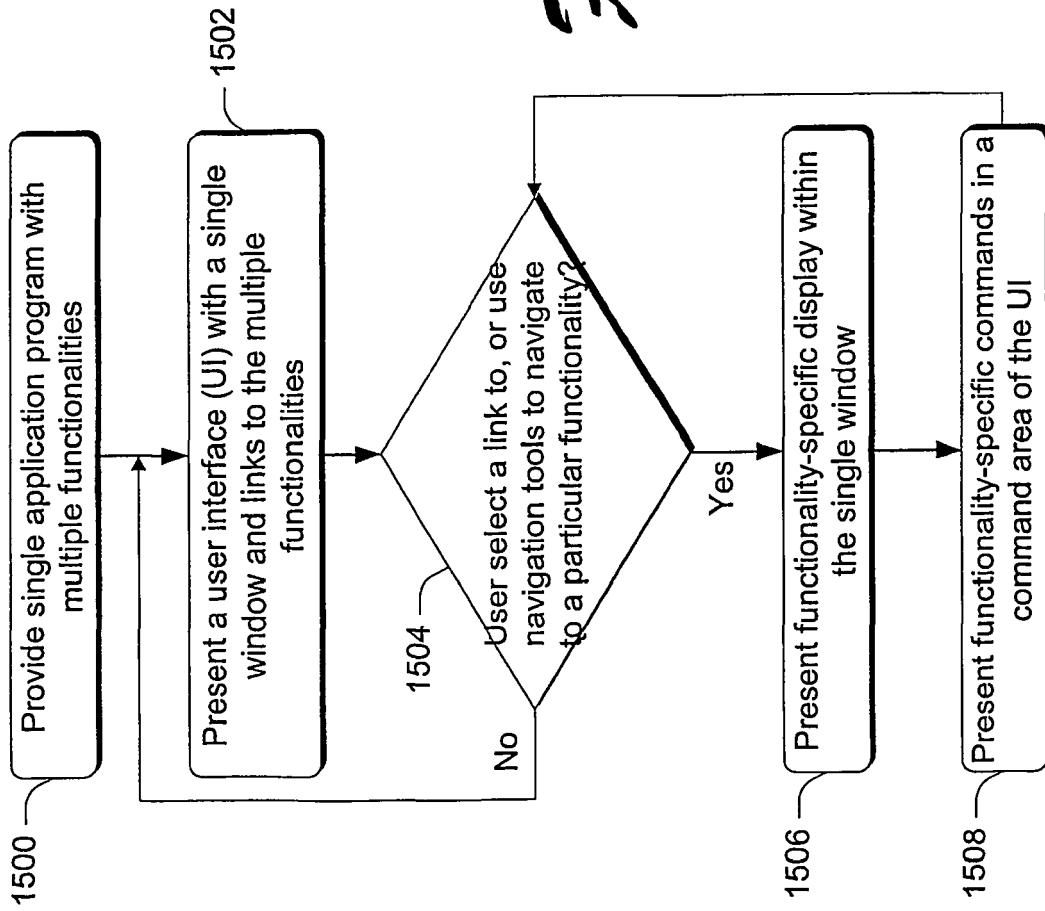 1500
Provide single application program with
multiple functionalities
1502
Present a user interface (UI) with a single
window and links to the multiple
functionalities
1504
User select a link to, or use
navigation tools to navigate
to a particular functionality?
No
Yes
1506
Present functionality-specific display within
the single window
1508
Present functionality-specific commands in a
command area of the UI